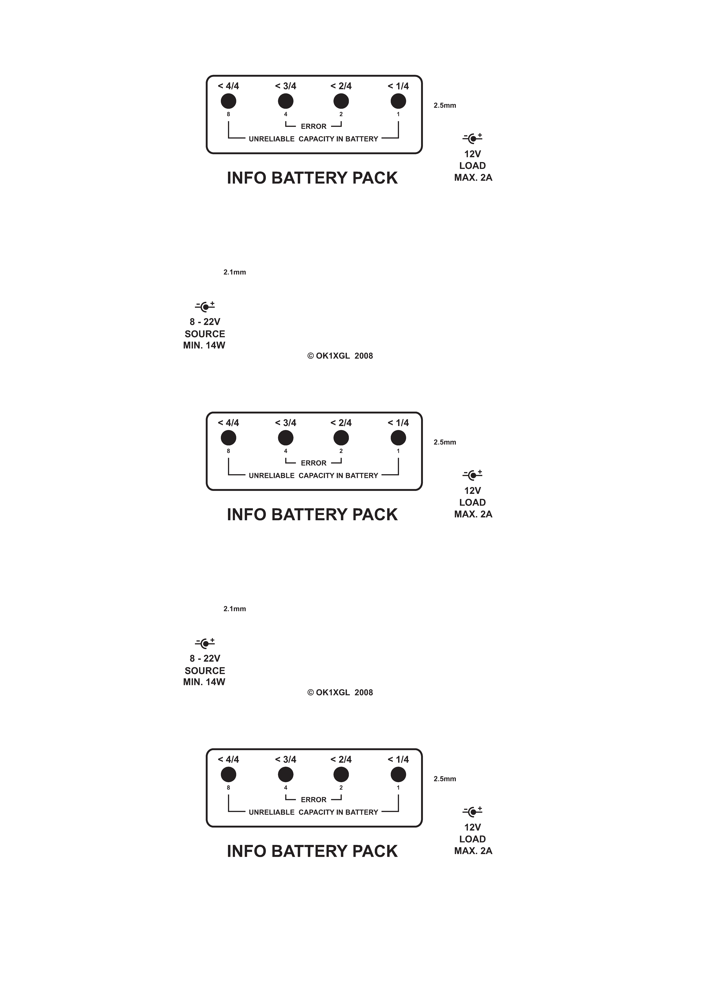 < 4/4 < 3/4 < 2/4 < 1/4
8 4 2 1
ERROR
UNRELIABLE CAPACITY IN BATTERY
INFO BATTERY PACK
2.5mm
- +
12V
LOAD
MAX. 2A
2.1mm
- +
8 - 22V
SOURCE
MIN. 14W
© OK1XGL 2008
< 4/4 < 3/4 < 2/4 < 1/4
8 4 2 1
ERROR
UNRELIABLE CAPACITY IN BATTERY
INFO BATTERY PACK
2.5mm
- +
12V
LOAD
MAX. 2A
2.1mm
- +
8 - 22V
SOURCE
MIN. 14W
© OK1XGL 2008
< 4/4 < 3/4 < 2/4 < 1/4
8 4 2 1
ERROR
UNRELIABLE CAPACITY IN BATTERY
INFO BATTERY PACK
2.5mm
- +
12V
LOAD
MAX. 2A